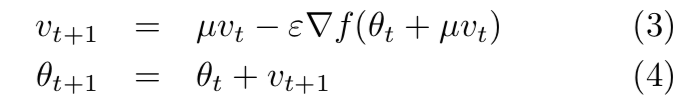 v_{t+1} = μv_t − ε∇f(θ_t + μv_t) (3)
θ_{t+1} = θ_t + v_{t+1} (4)